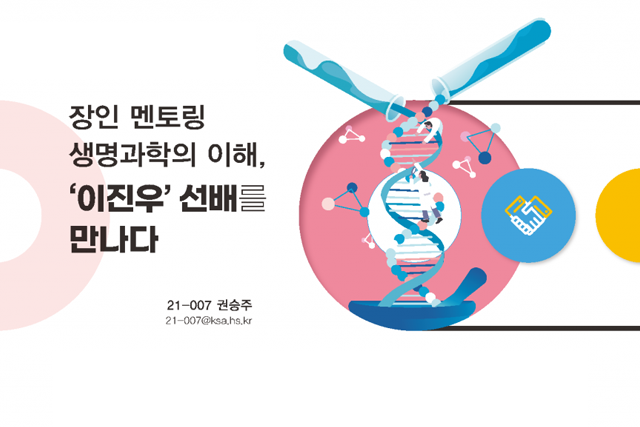 장인 멘토링
생명과학의 이해,
‘이진우’ 선배를
만나다
21-007 권승주
21-007@ksa.hs.kr